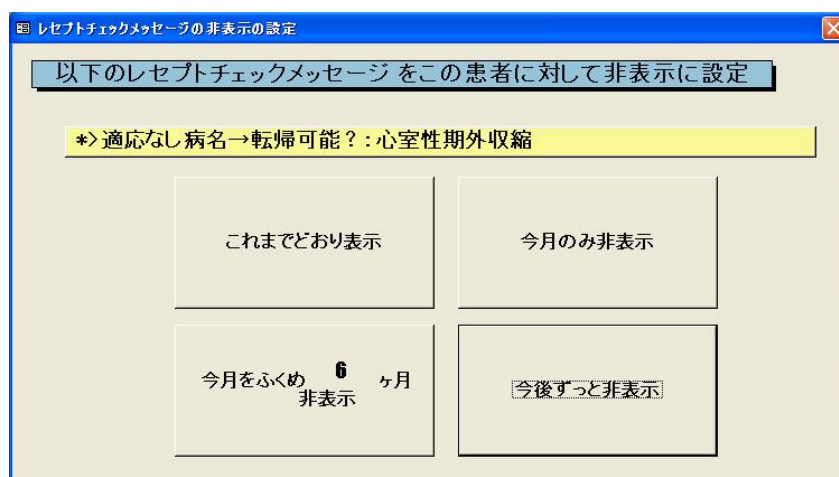 レセプトチェックメッセージの非表示の設定
以下のレセプトチェックメッセージ をこの患者に対して非表示に設定
*>適応なし病名→転帰可能?:心室性期外収縮
これまでどおり表示
今月のみ非表示
今月をふくめ 6 ヶ月
非表示
今後ずっと非表示